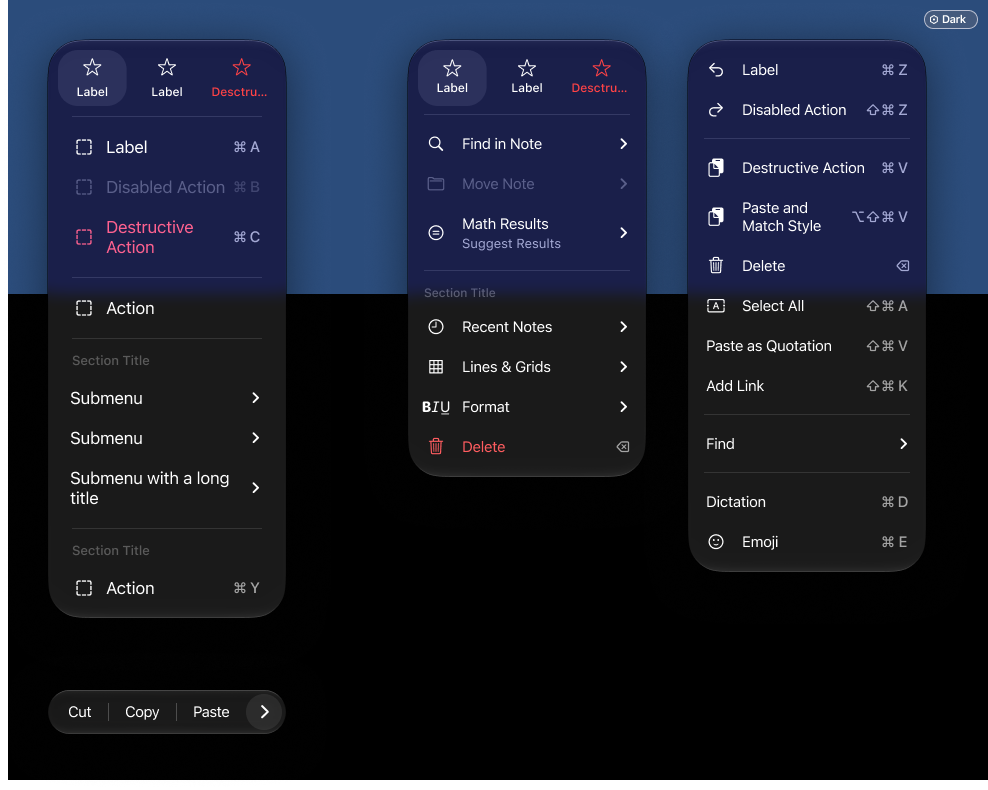 Dark
Label
Label
Desctru...
Label ⌘ A
Disabled Action ⌘ B
Destructive
Action
⌘ C
Action
Section Title
Submenu
Submenu
Submenu with a long
title
Section Title
Action ⌘ Y
Cut
Copy
Paste
Label
Label
Desctru...
Find in Note
Move Note
Math Results
Suggest Results
Section Title
Recent Notes
Lines & Grids
BIU Format
Delete
Label ⌘ Z
Disabled Action ⇧⌘ Z
Destructive Action ⌘ V
Paste and
Match Style
⌥⇧⌘ V
Delete
A Select All ⇧⌘ A
Paste as Quotation ⇧⌘ V
Add Link ⇧⌘ K
Find
Dictation ⌘ D
Emoji ⌘ E